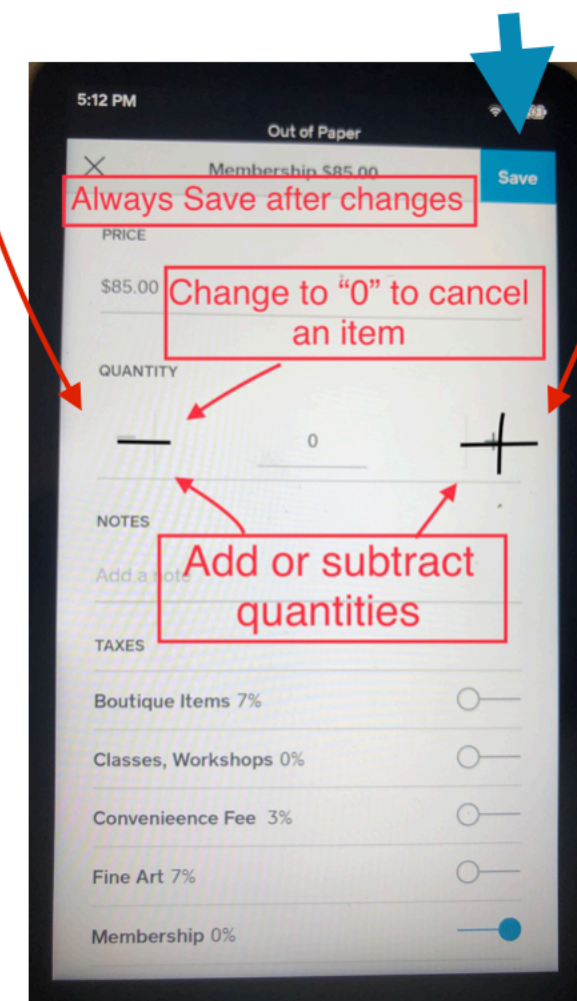 5:12 PM
Out of Paper
Membership $85.00
Save
Always Save after changes
PRICE
$85.00
Change to “0” to cancel
an item
QUANTITY
0
NOTES
Add a note
Add or subtract
quantities
TAXES
Boutique Items 7%
Classes, Workshops 0%
Convenieence Fee 3%
Fine Art 7%
Membership 0%